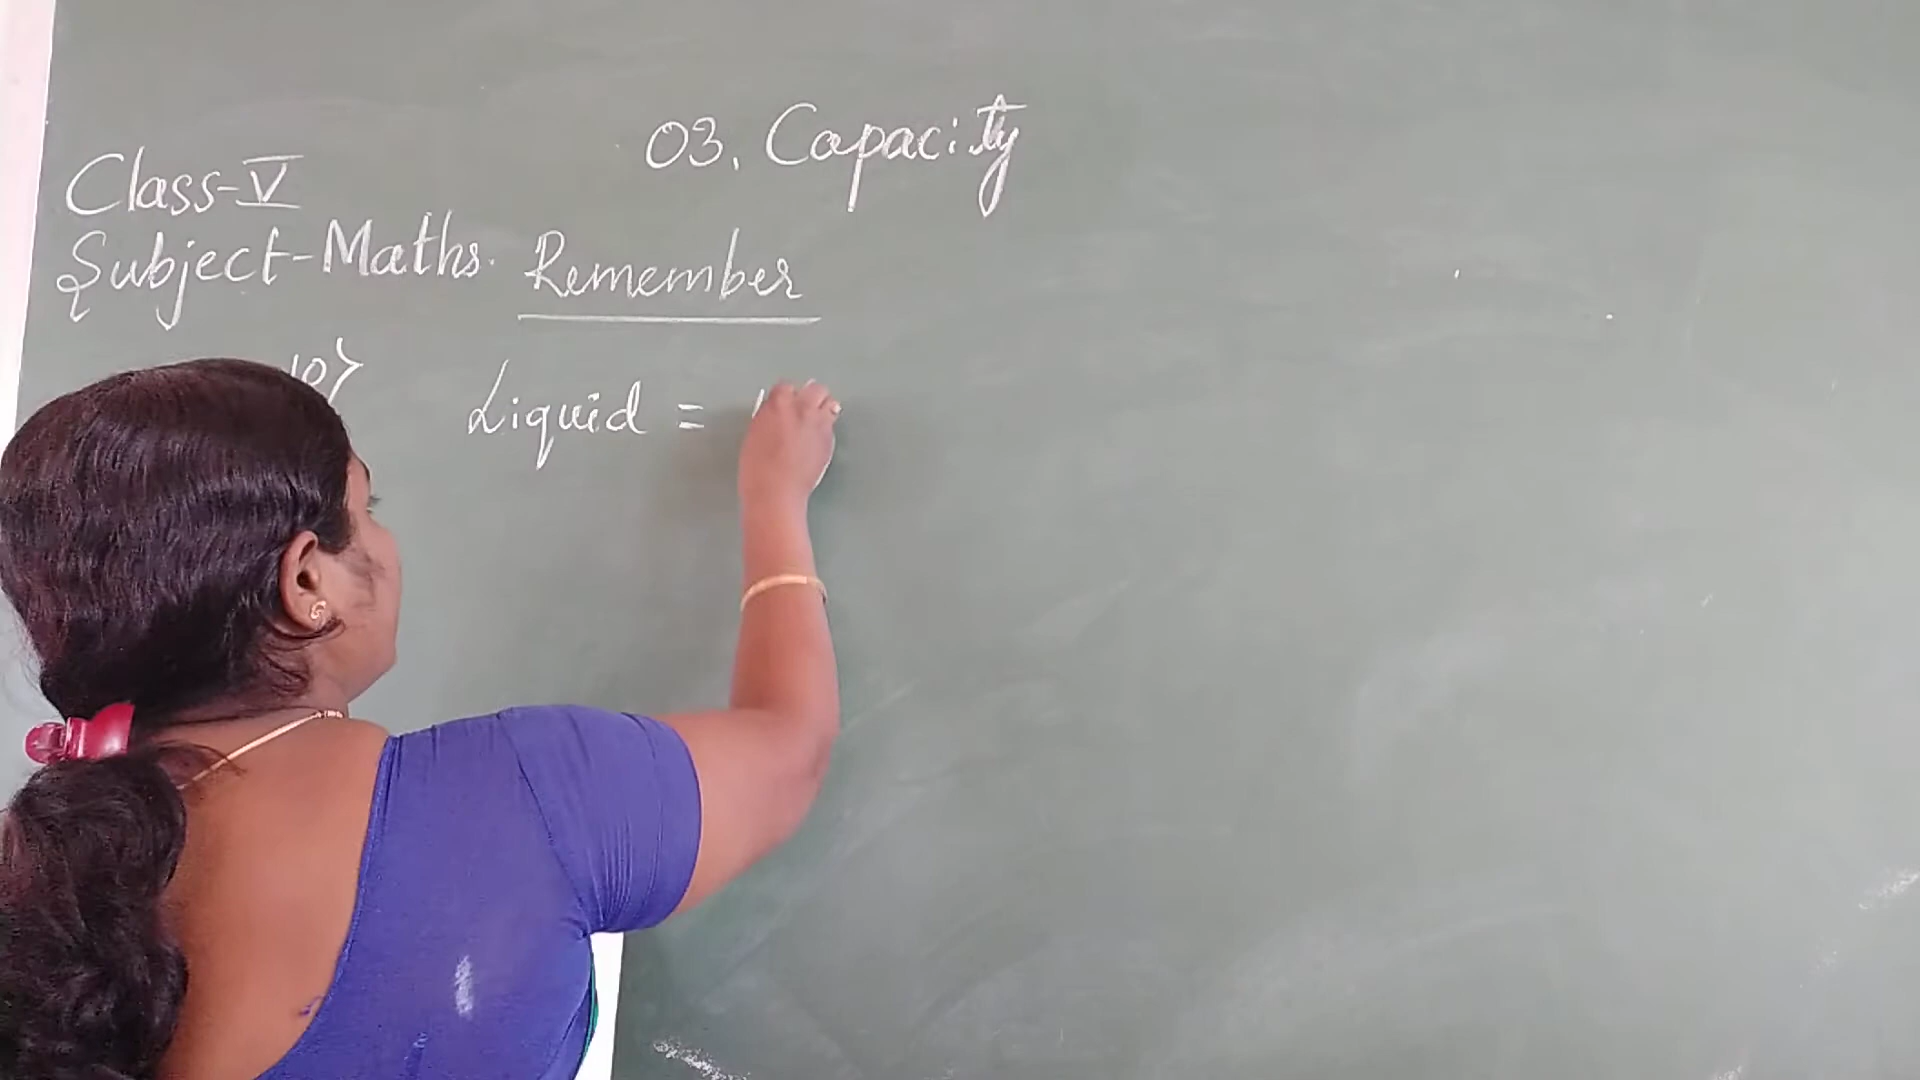 03. Capacity
Class-V
Subject-Maths.
Remember
Liquid =